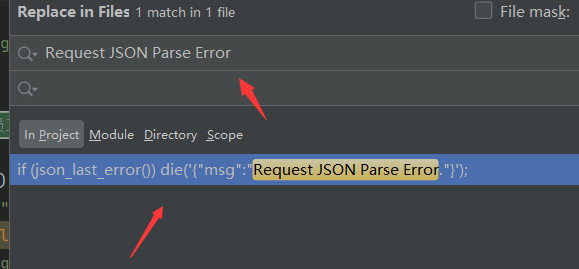 Replace in Files 1 match in 1 file File mask:
Request JSON Parse Error
In Project Module Directory Scope
if (json_last_error()) die('{"msg":"Request JSON Parse Error."}');